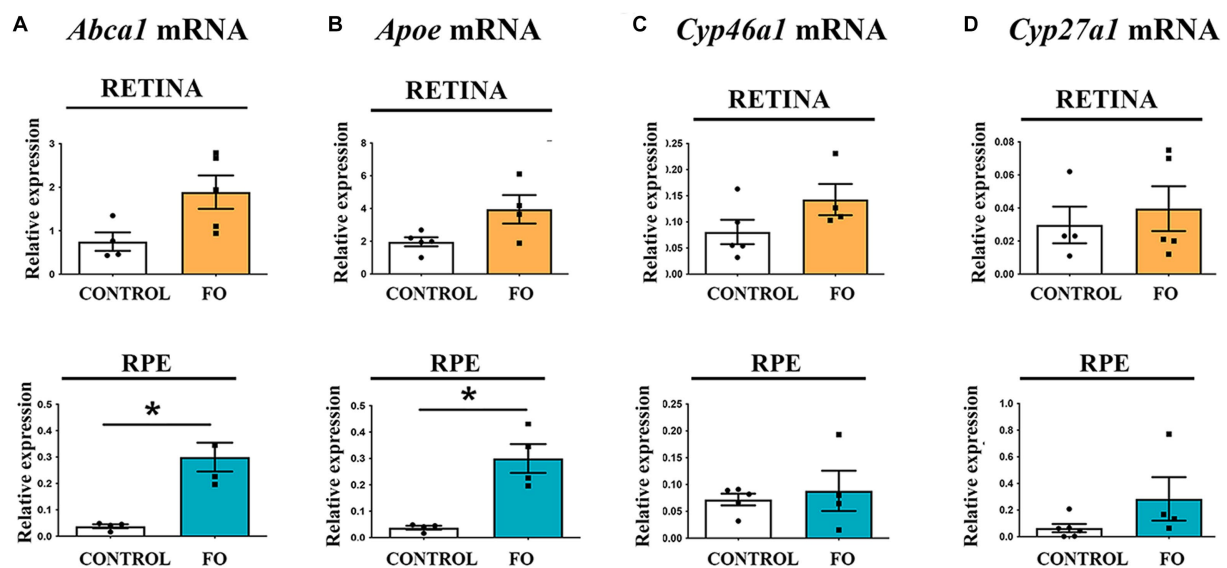 A Abca1 mRNA
B Apoe mRNA
C Cyp46a1 mRNA
D Cyp27a1 mRNA
RETINA
Relative expression
3
2
1
0
CONTROL FO
RETINA
Relative expression
8
6
4
2
0
CONTROL FO
RETINA
Relative expression
0.25
0.20
0.15
0.10
0.05
0.00
CONTROL FO
RETINA
Relative expression
0.08
0.06
0.04
0.02
0.00
CONTROL FO
RPE
*
Relative expression
0.5
0.4
0.3
0.2
0.1
0.0
CONTROL FO
RPE
*
Relative expression
0.5
0.4
0.3
0.2
0.1
0.0
CONTROL FO
RPE
Relative expression
0.25
0.20
0.15
0.10
0.05
0.00
CONTROL FO
RPE
Relative expression
1.0
0.8
0.6
0.4
0.2
0.0
CONTROL FO